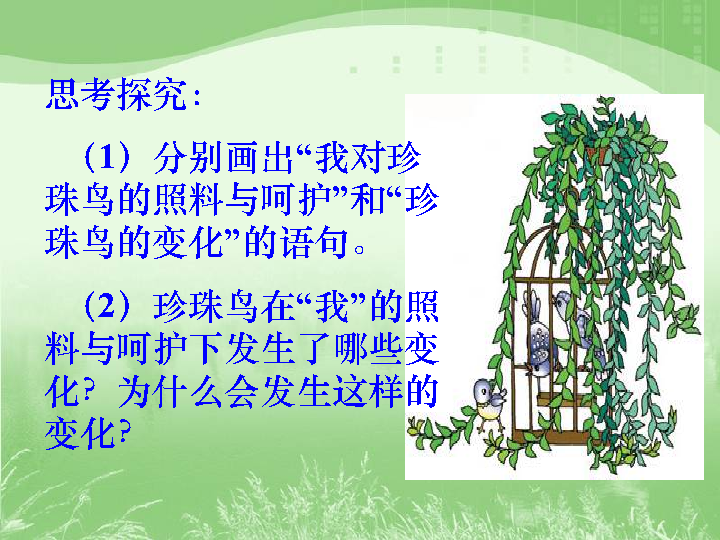 思考探究：
（1）分别画出“我对珍
珠鸟的照料与呵护”和“珍
珠鸟的变化”的语句。
（2）珍珠鸟在“我”的照
料与呵护下发生了哪些变
化？为什么会发生这样的
变化？